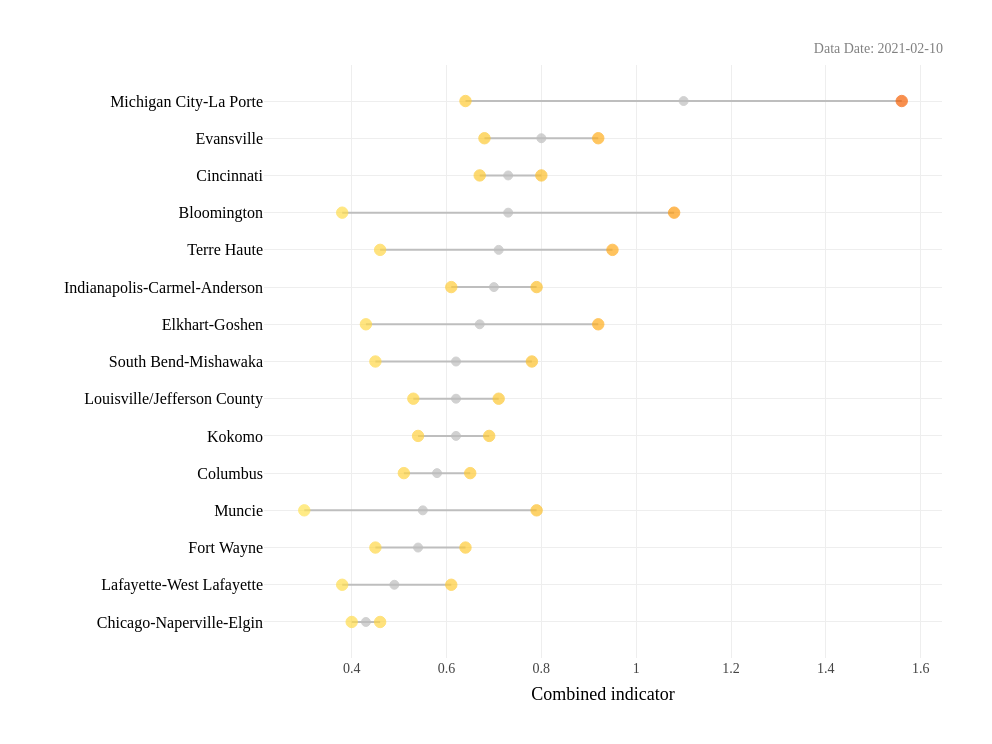 Data Date: 2021-02-10
Michigan City-La Porte
Evansville
Cincinnati
Bloomington
Terre Haute
Indianapolis-Carmel-Anderson
Elkhart-Goshen
South Bend-Mishawaka
Louisville/Jefferson County
Kokomo
Columbus
Muncie
Fort Wayne
Lafayette-West Lafayette
Chicago-Naperville-Elgin
0.4 0.6 0.8 1 1.2 1.4 1.6
Combined indicator